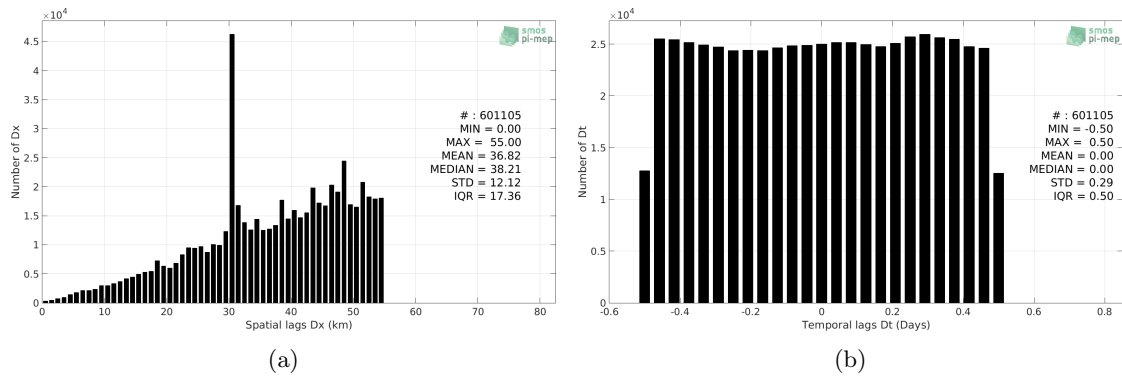 ×10⁴
4.5
4
3.5
3
2.5
2
1.5
1
0.5
0
Number of Dx
0 10 20 30 40 50 60 70 80
Spatial lags Dx (km)
smos
pi-mep
# : 601105
MIN = 0.00
MAX = 55.00
MEAN = 36.82
MEDIAN = 38.21
STD = 12.12
IQR = 17.36
(a)
×10⁴
2.5
2
1.5
1
0.5
0
Number of Dt
-0.6 -0.4 -0.2 0 0.2 0.4 0.6 0.8
Temporal lags Dt (Days)
smos
pi-mep
# : 601105
MIN = -0.50
MAX = 0.50
MEAN = 0.00
MEDIAN = 0.00
STD = 0.29
IQR = 0.50
(b)